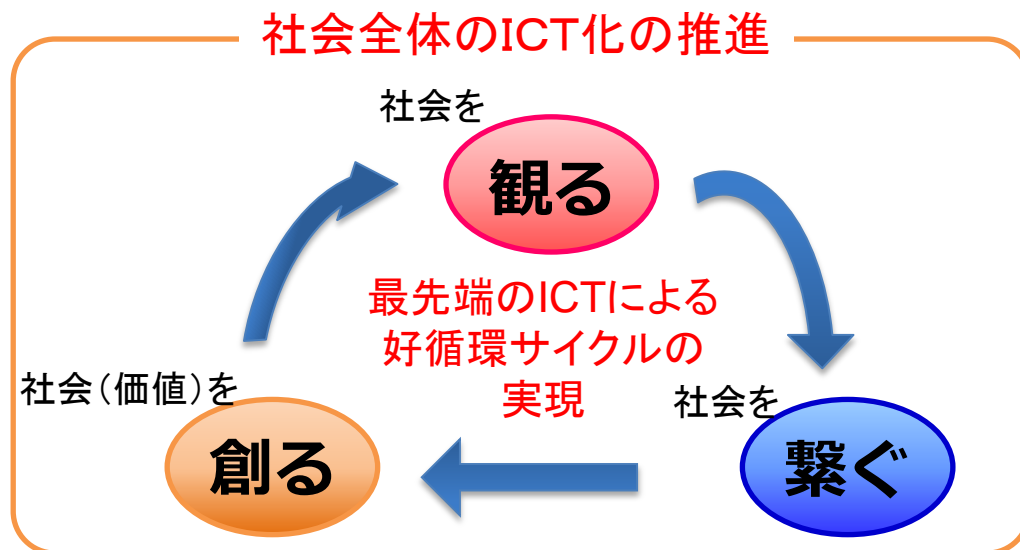 社会全体のICT化の推進
社会を
観る
最先端のICTによる
好循環サイクルの
実現
社会(価値)を
創る
社会を
繋ぐ